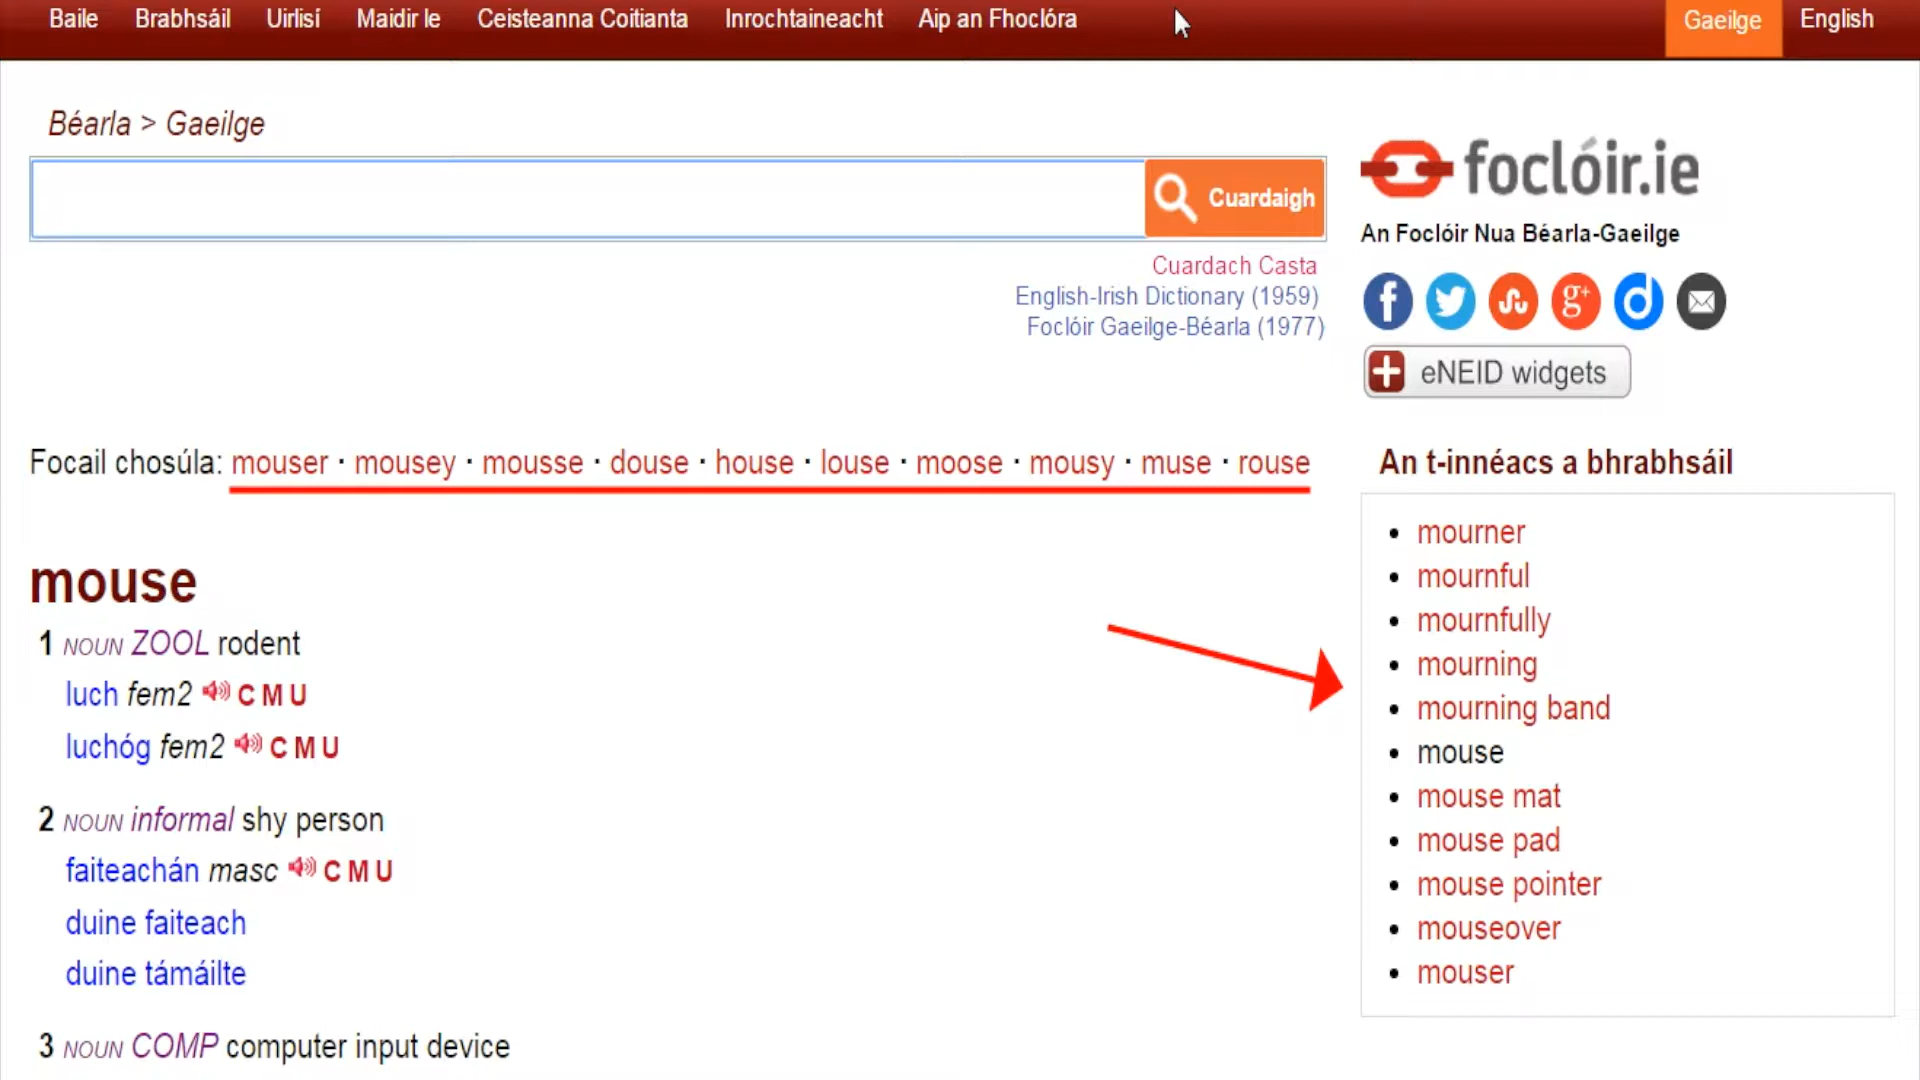 Baile Brabhsáil Uirlisí Maidir le Ceisteanna Coitianta Inrochtaineacht Aip an Fhoclóra Gaeilge English
Béarla > Gaeilge
Cuardaigh
Cuardach Casta
English-Irish Dictionary (1959)
Foclóir Gaeilge-Béarla (1977)
foclóir.ie
An Foclóir Nua Béarla-Gaeilge
eNEID widgets
Focail chosúla: mouser · mousey · mousse · douse · house · louse · moose · mousy · muse · rouse
mouse
1 NOUN ZOOL rodent
luch fem2 C M U
luchóg fem2 C M U
2 NOUN informal shy person
faiteachán masc C M U
duine faiteach
duine támáilte
3 NOUN COMP computer input device
An t-innéacs a bhrabhsáil
• mourner
• mournful
• mournfully
• mourning
• mourning band
• mouse
• mouse mat
• mouse pad
• mouse pointer
• mouseover
• mouser